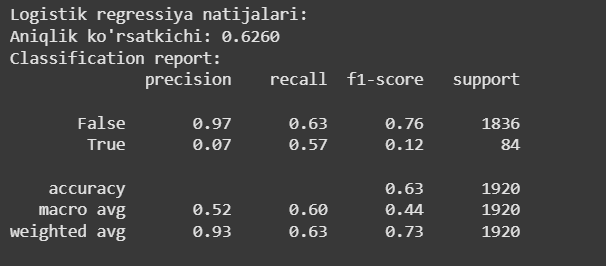 Logistik regressiya natijalari:
Aniqlik ko'rsatkichi: 0.6260
Classification report:
precision recall f1-score support
False 0.97 0.63 0.76 1836
True 0.07 0.57 0.12 84
accuracy 0.63 1920
macro avg 0.52 0.60 0.44 1920
weighted avg 0.93 0.63 0.73 1920